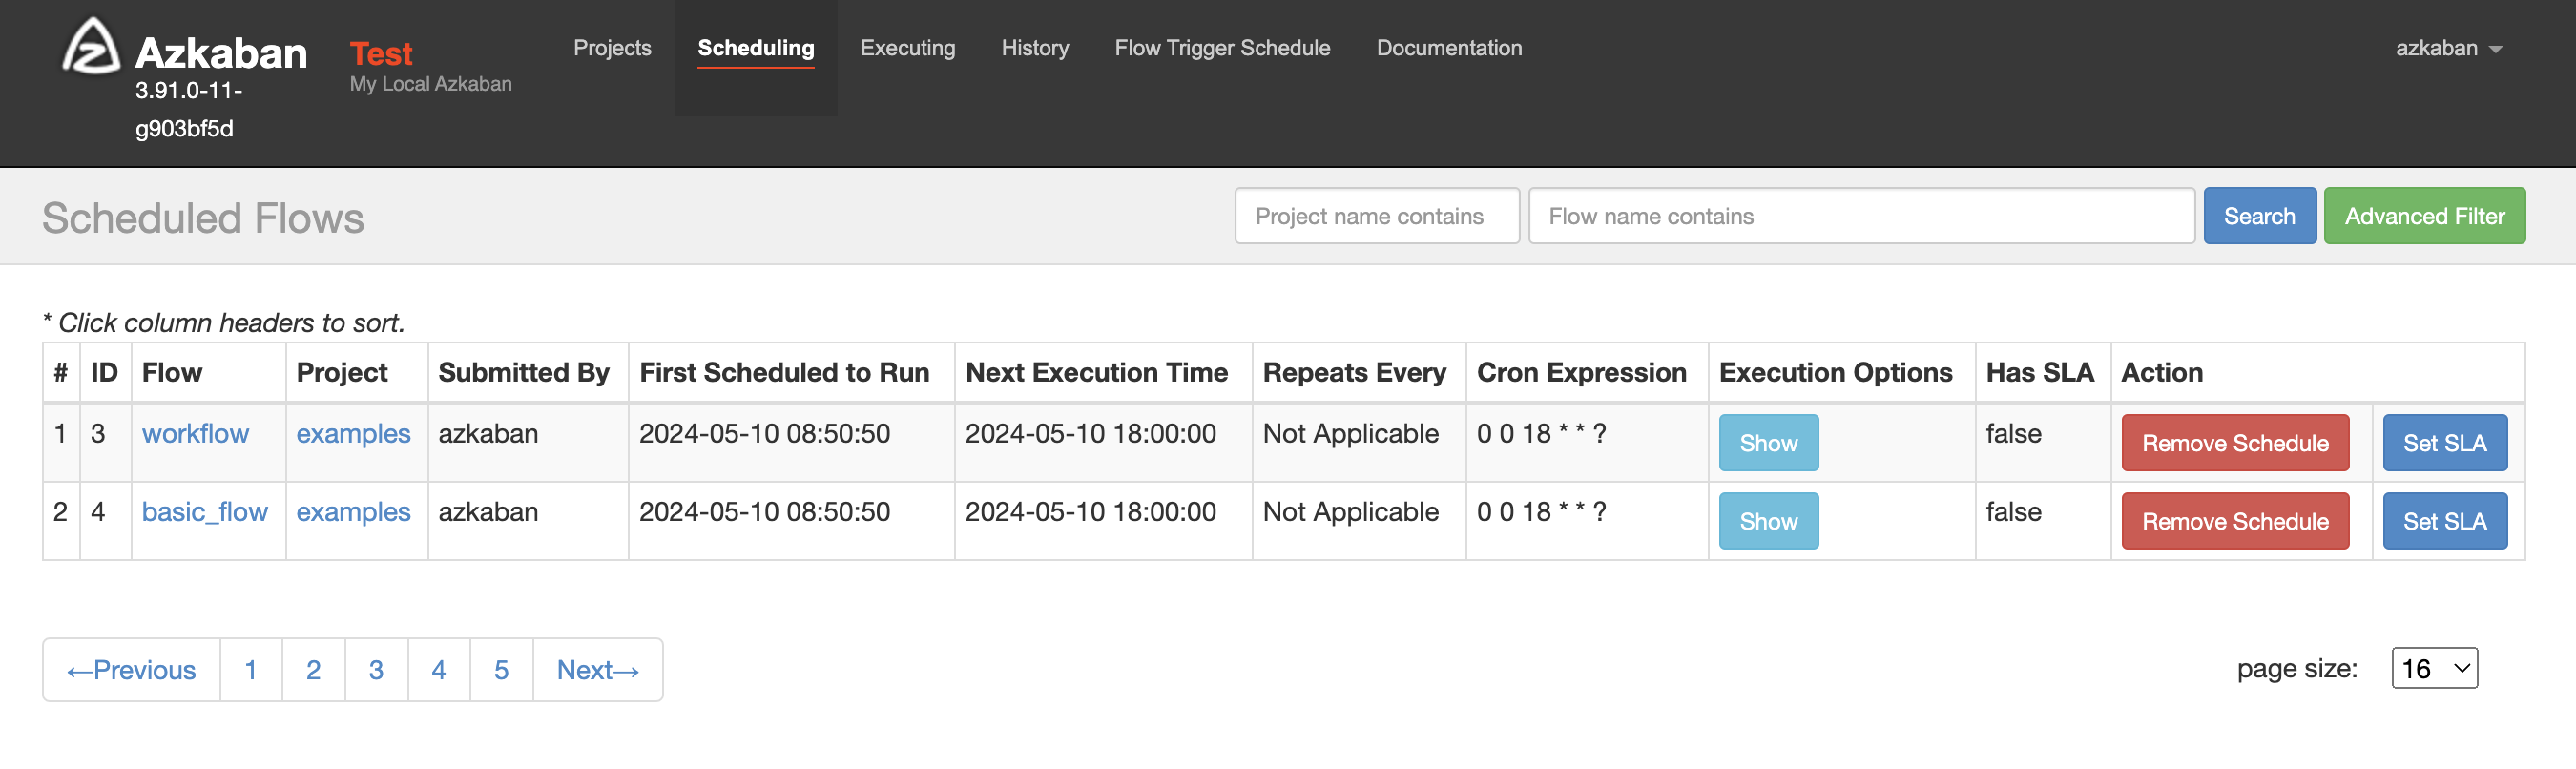 Azkaban
3.91.0-11-
g903bf5d
Test
My Local Azkaban
Projects Scheduling Executing History Flow Trigger Schedule Documentation azkaban
Scheduled Flows Project name contains Flow name contains Search Advanced Filter
* Click column headers to sort.
# ID Flow Project Submitted By First Scheduled to Run Next Execution Time Repeats Every Cron Expression Execution Options Has SLA Action
1 3 workflow examples azkaban 2024-05-10 08:50:50 2024-05-10 18:00:00 Not Applicable 0 0 18 * * ? Show false Remove Schedule Set SLA
2 4 basic_flow examples azkaban 2024-05-10 08:50:50 2024-05-10 18:00:00 Not Applicable 0 0 18 * * ? Show false Remove Schedule Set SLA
←Previous 1 2 3 4 5 Next→ page size: 16